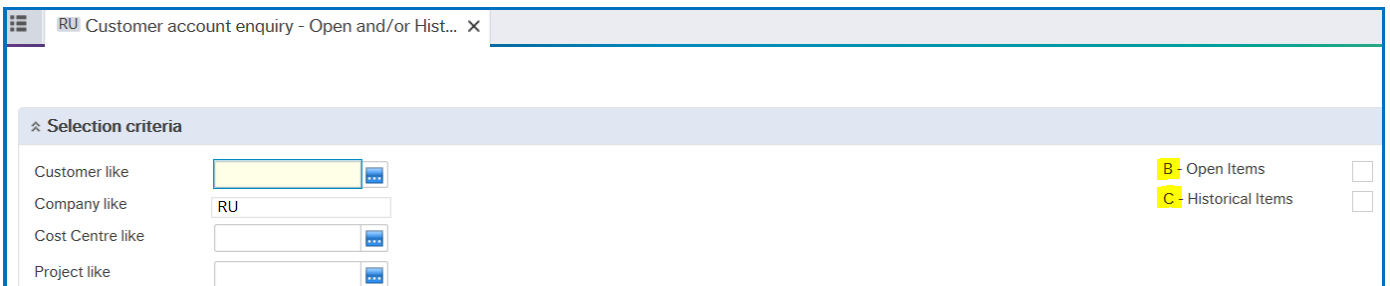 RU Customer account enquiry - Open and/or Hist... ×
Selection criteria
Customer like
B - Open Items
Company like RU
C - Historical Items
Cost Centre like
Project like